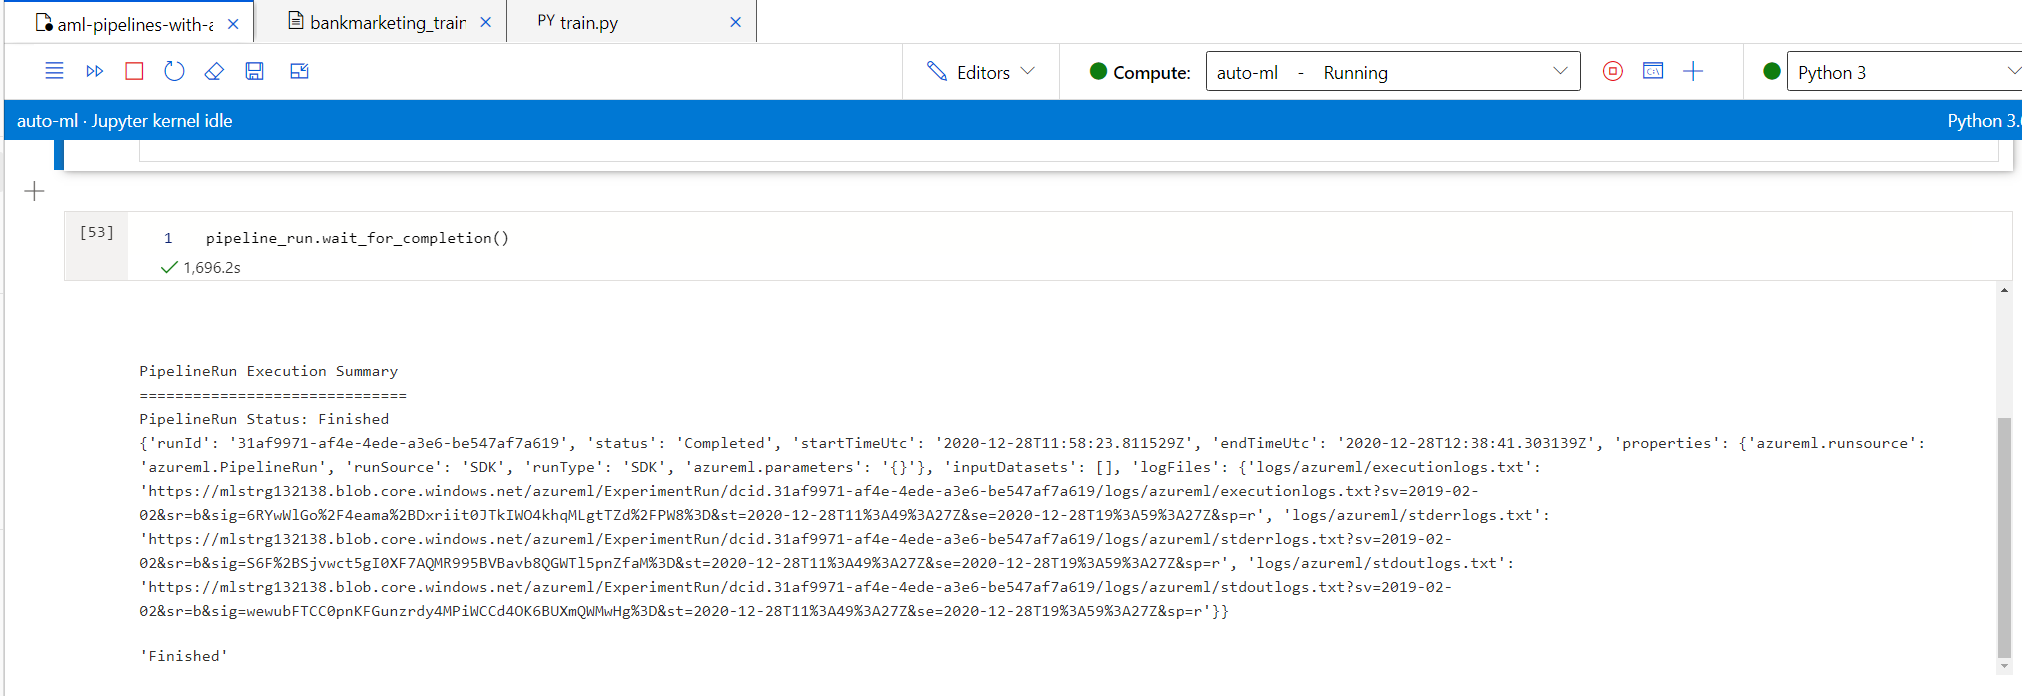 aml-pipelines-with-a
bankmarketing_train
PY train.py
Editors
Compute: auto-ml - Running
Python 3
auto-ml · Jupyter kernel idle
Python 3.
[53]
1 pipeline_run.wait_for_completion()
1,696.2s
PipelineRun Execution Summary
==============================
PipelineRun Status: Finished
{'runId': '31af9971-af4e-4ede-a3e6-be547af7a619', 'status': 'Completed', 'startTimeUtc': '2020-12-28T11:58:23.811529Z', 'endTimeUtc': '2020-12-28T12:38:41.303139Z', 'properties': {'azureml.runsource':
'azureml.PipelineRun', 'runSource': 'SDK', 'runType': 'SDK', 'azureml.parameters': '{}'}, 'inputDatasets': [], 'logFiles': {'logs/azureml/executionlogs.txt':
'https://mlstrg132138.blob.core.windows.net/azureml/ExperimentRun/dcid.31af9971-af4e-4ede-a3e6-be547af7a619/logs/azureml/executionlogs.txt?sv=2019-02-
02&sr=b&sig=6RYwWlGo%2F4eama%2BDxriit0JTkIWO4khqMLgtTZd%2FPW8%3D&st=2020-12-28T11%3A49%3A27Z&se=2020-12-28T19%3A59%3A27Z&sp=r', 'logs/azureml/stderrlogs.txt':
'https://mlstrg132138.blob.core.windows.net/azureml/ExperimentRun/dcid.31af9971-af4e-4ede-a3e6-be547af7a619/logs/azureml/stderrlogs.txt?sv=2019-02-
02&sr=b&sig=S6F%2BSjvwct5gI0XF7AQMR995BVBavb8QGWTl5pnZfaM%3D&st=2020-12-28T11%3A49%3A27Z&se=2020-12-28T19%3A59%3A27Z&sp=r', 'logs/azureml/stdoutlogs.txt':
'https://mlstrg132138.blob.core.windows.net/azureml/ExperimentRun/dcid.31af9971-af4e-4ede-a3e6-be547af7a619/logs/azureml/stdoutlogs.txt?sv=2019-02-
02&sr=b&sig=wewubFTCC0pnKFGunzrdy4MPiWCCd4OK6BUXmQWMwHg%3D&st=2020-12-28T11%3A49%3A27Z&se=2020-12-28T19%3A59%3A27Z&sp=r'}}
'Finished'